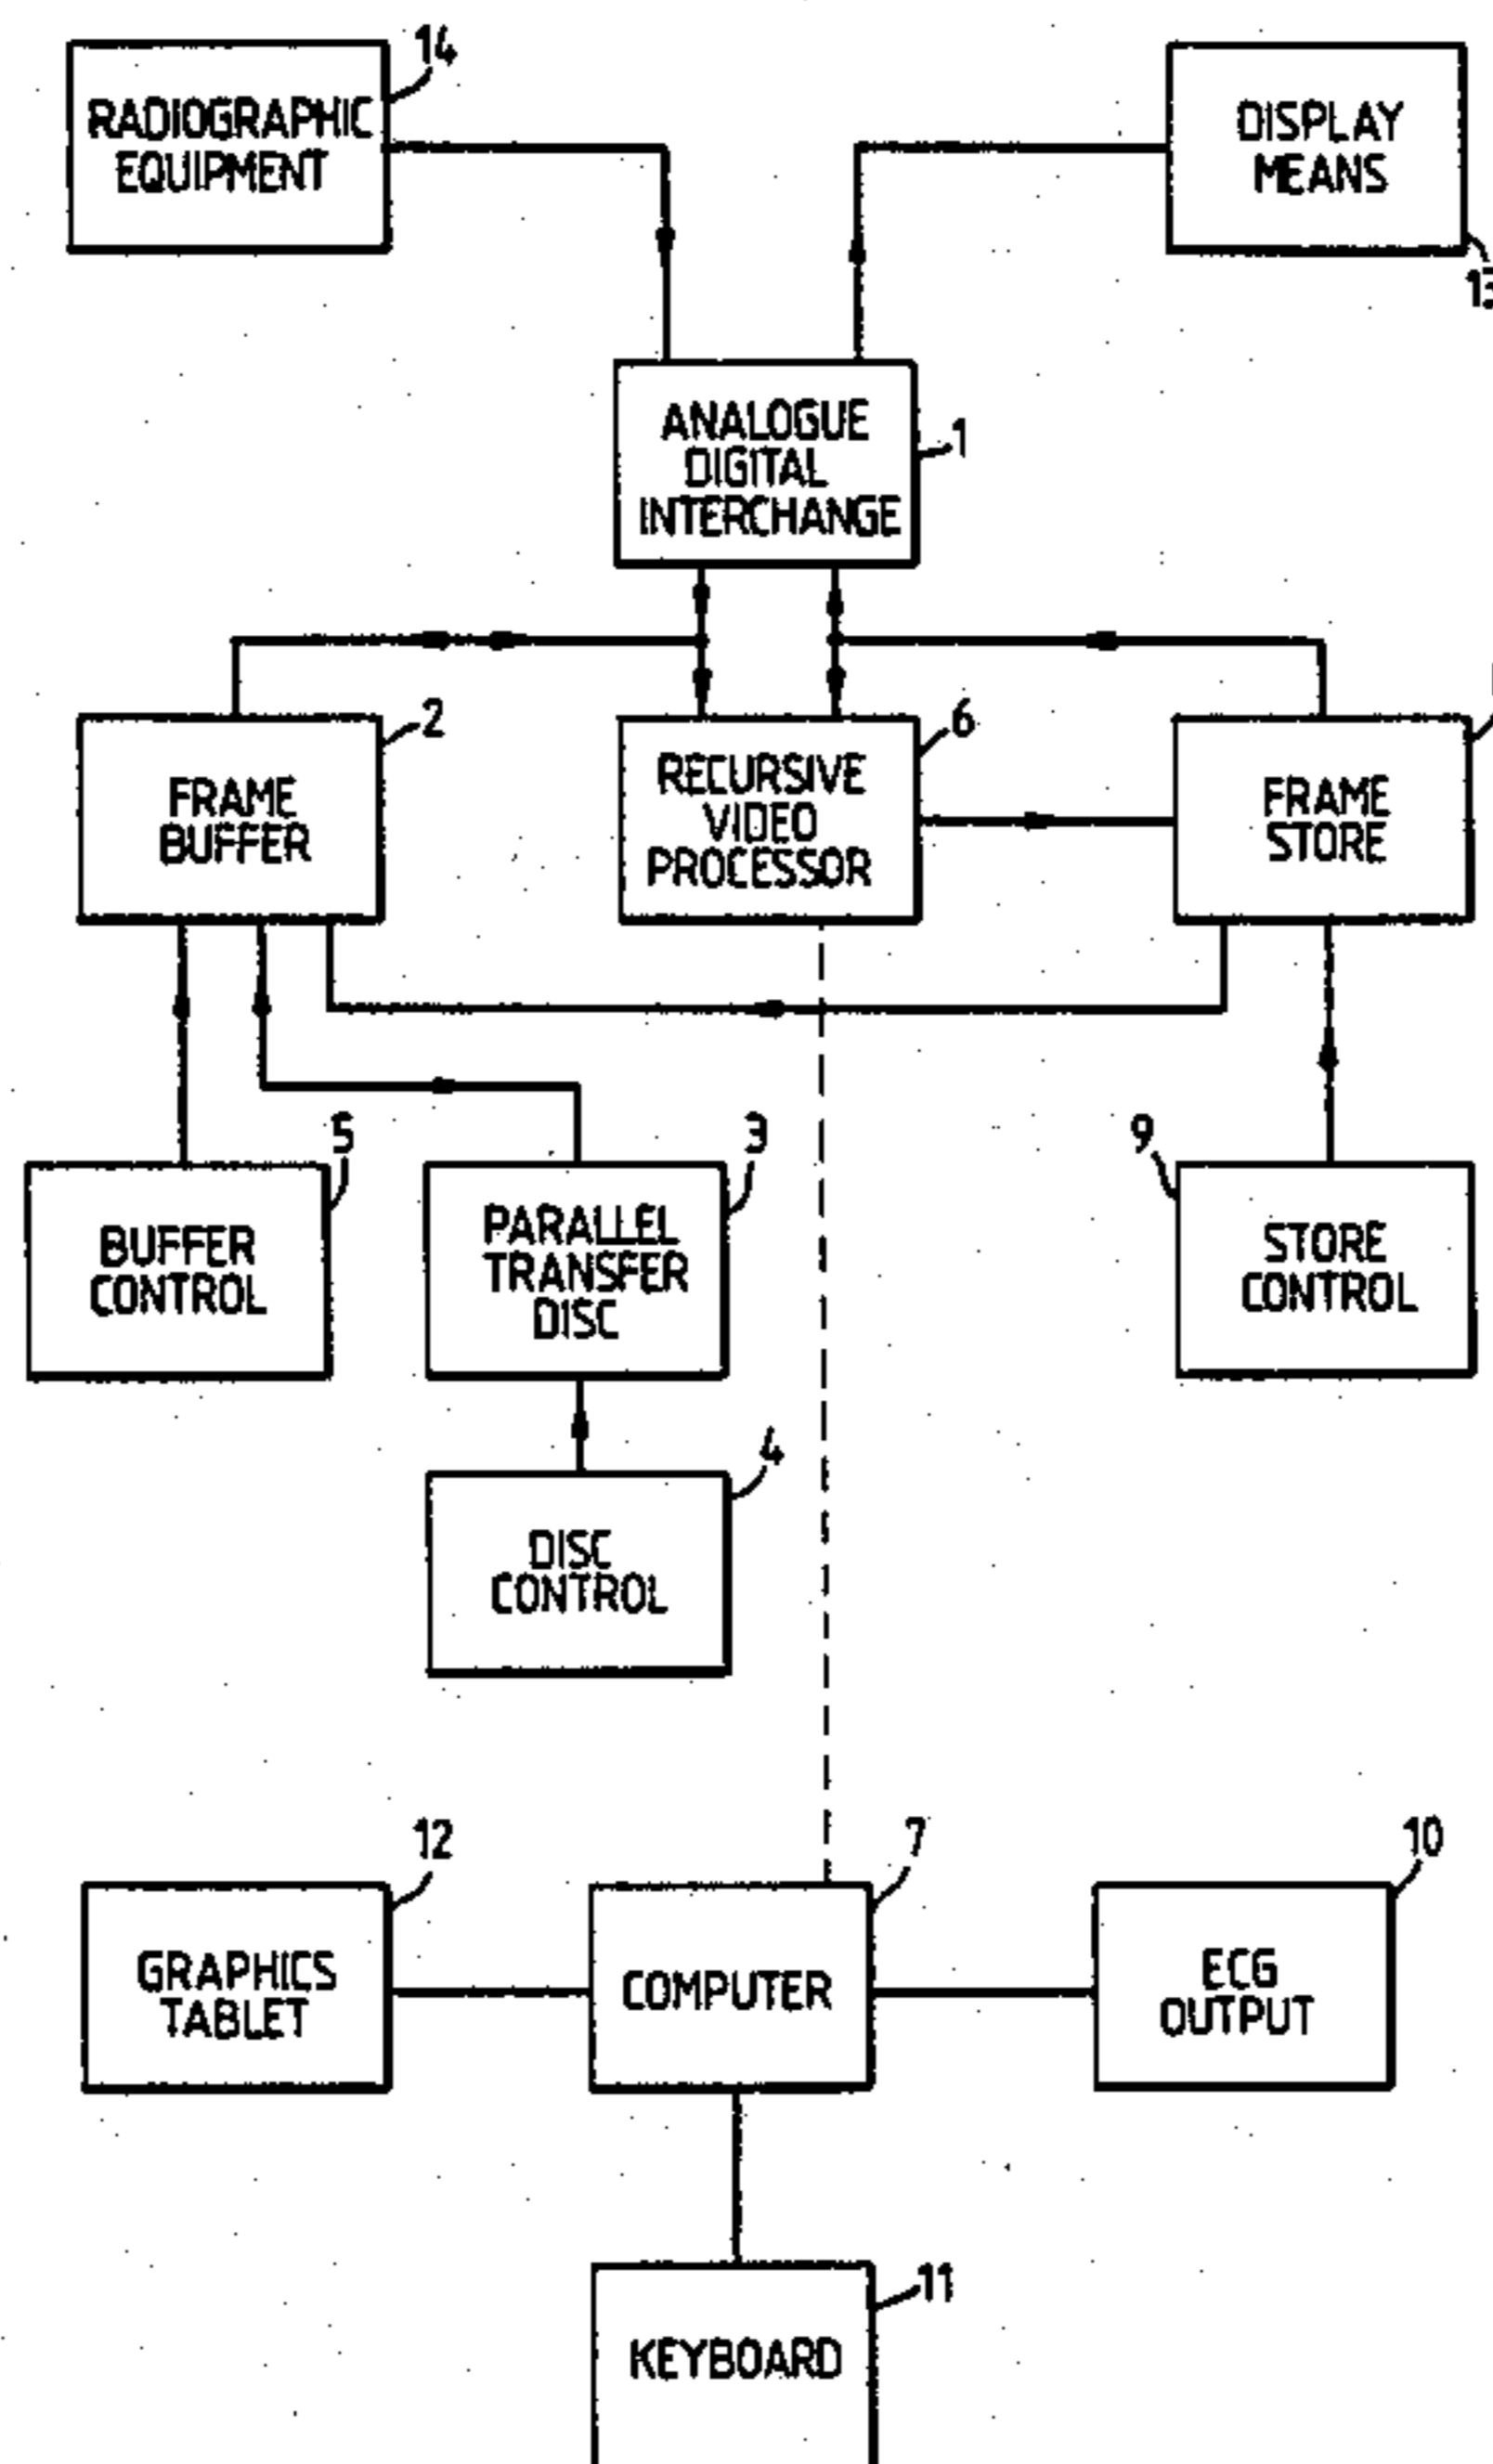 14
RADIOGRAPHIC
EQUIPMENT
DISPLAY
MEANS
ANALOGUE
DIGITAL
INTERCHANGE
1
2
FRAME
BUFFER
6
RECURSIVE
VIDEO
PROCESSOR
FRAME
STORE
5
BUFFER
CONTROL
3
PARALLEL
TRANSFER
DISC
9
STORE
CONTROL
4
DISC
CONTROL
12
GRAPHICS
TABLET
7
COMPUTER
10
ECG
OUTPUT
11
KEYBOARD